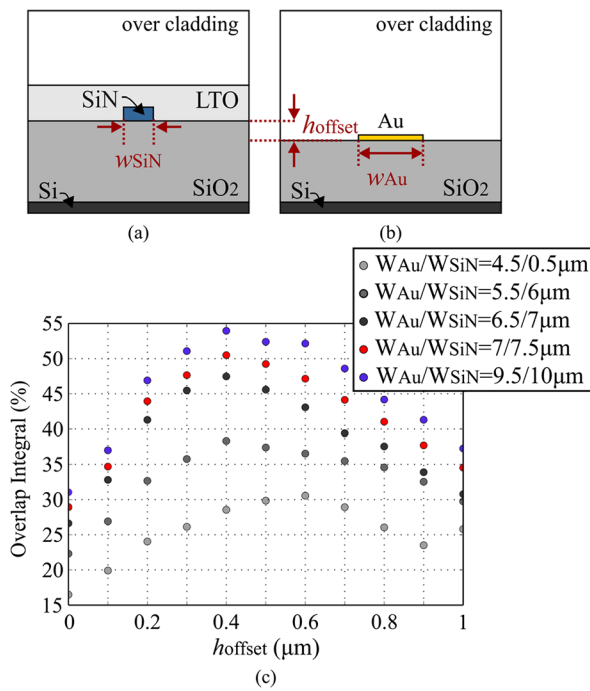 over cladding
over cladding
SiN
LTO
hoffset
Au
wSiN
wAu
Si
SiO2
Si
SiO2
(a)
(b)
WAu/WSiN=4.5/0.5μm
WAu/WSiN=5.5/6μm
WAu/WSiN=6.5/7μm
WAu/WSiN=7/7.5μm
WAu/WSiN=9.5/10μm
55
50
45
40
35
30
25
20
15
Overlap Integral (%)
0 0.2 0.4 0.6 0.8 1
hoffset (μm)
(c)